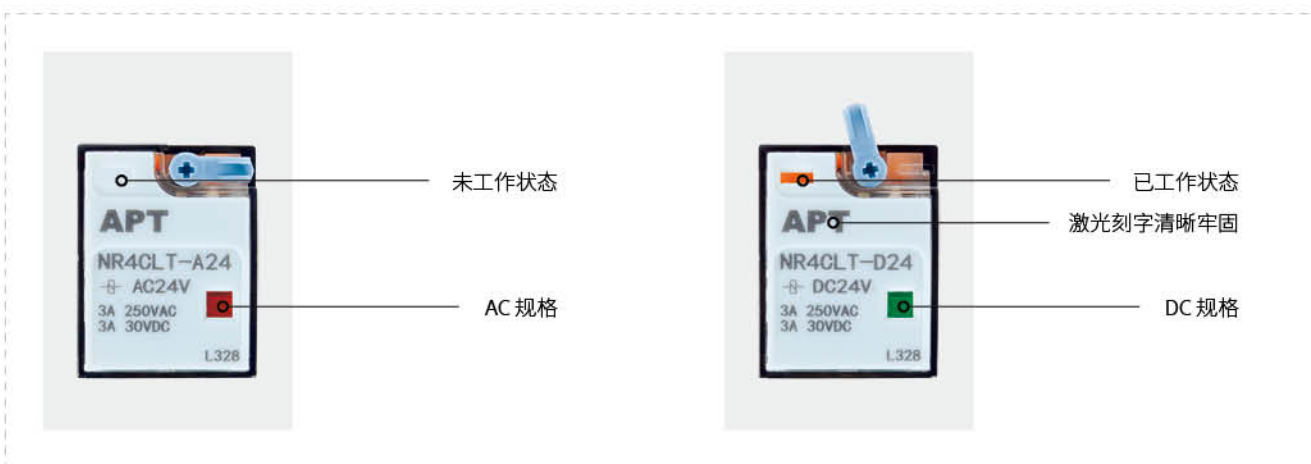 未工作状态
APT
NR4CLT-A24
AC24V
3A 250VAC
3A 30VDC
AC 规格
L328
已工作状态
APT
激光刻字清晰牢固
NR4CLT-D24
DC24V
3A 250VAC
3A 30VDC
DC 规格
L328